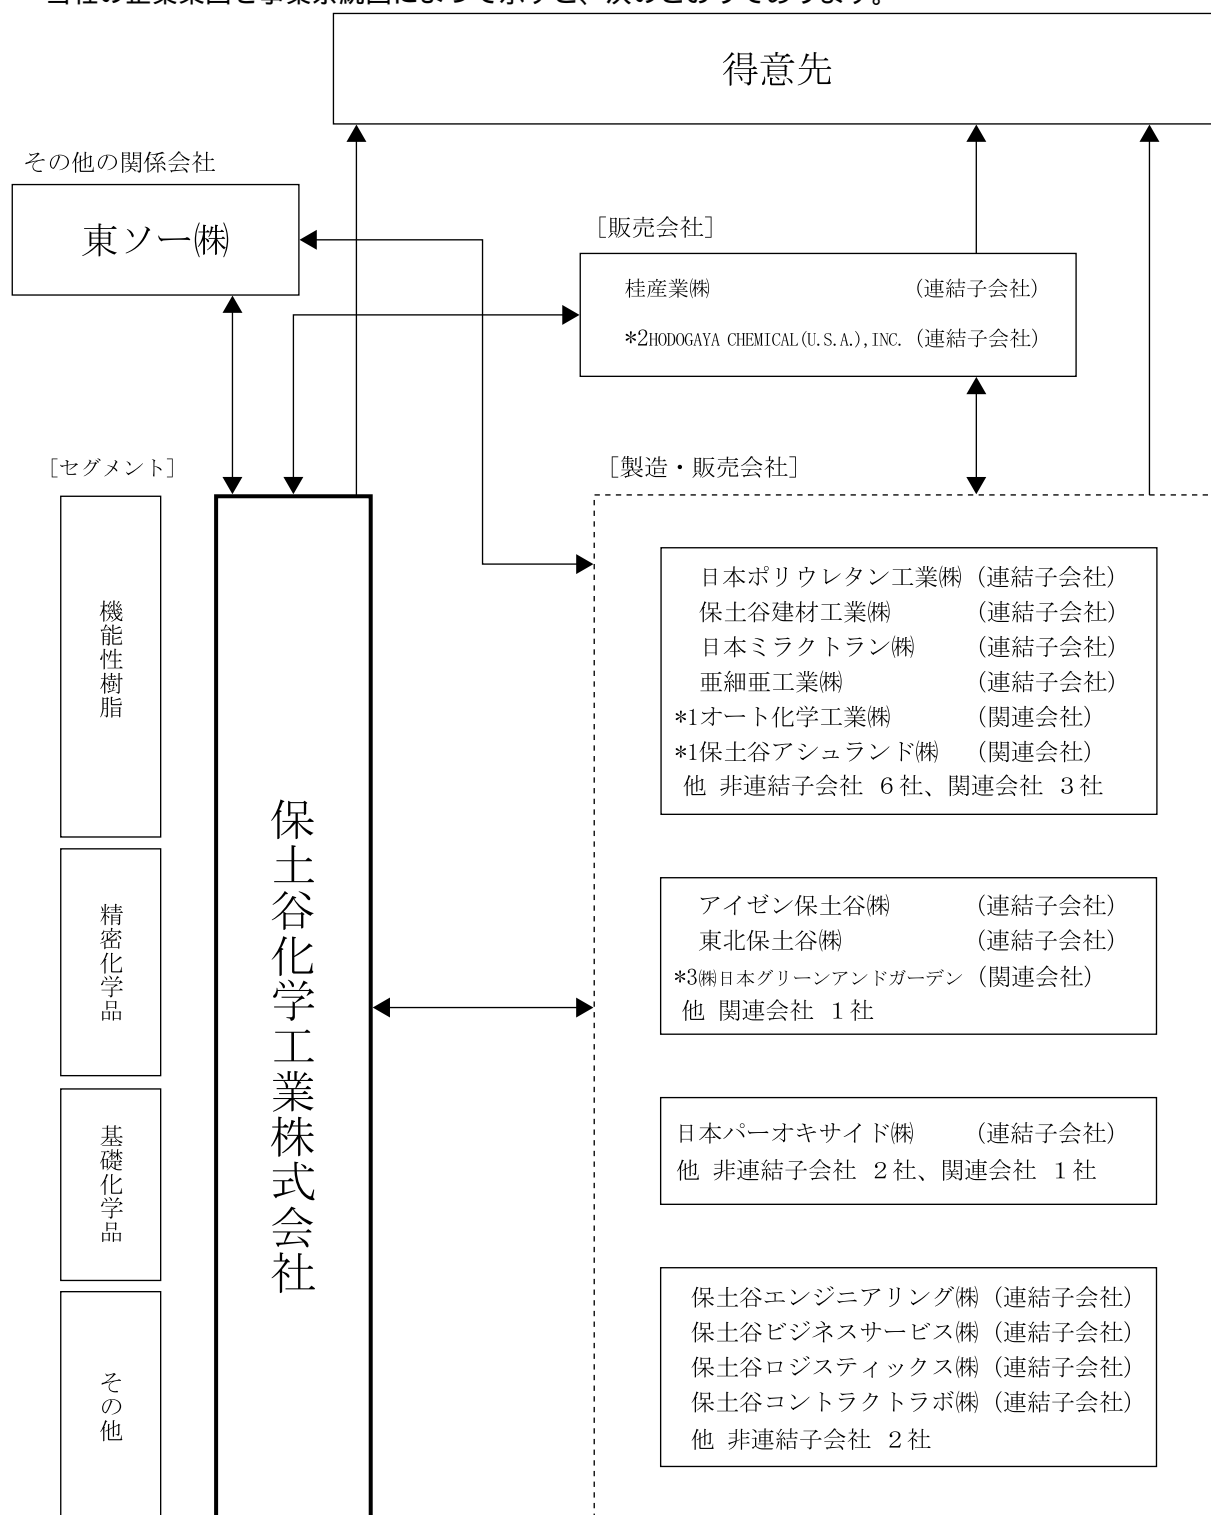 当社の企業集団を事業系統図によって示すと、次のとおりであります。
得意先
その他の関係会社
東ソー㈱
［販売会社］
桂産業㈱ （連結子会社）
*2HODOGAYA CHEMICAL(U.S.A.),INC. （連結子会社）
［セグメント］
［製造・販売会社］
機能性樹脂
精密化学品
基礎化学品
その他
保土谷化学工業株式会社
日本ポリウレタン工業㈱ （連結子会社）
保土谷建材工業㈱ （連結子会社）
日本ミラクトラン㈱ （連結子会社）
亜細亜工業㈱ （連結子会社）
*1オート化学工業㈱ （関連会社）
*1保土谷アシュランド㈱ （関連会社）
他 非連結子会社 ６社、関連会社 ３社
アイゼン保土谷㈱ （連結子会社）
東北保土谷㈱ （連結子会社）
*3㈱日本グリーンアンドガーデン （関連会社）
他 関連会社 １社
日本パーオキサイド㈱ （連結子会社）
他 非連結子会社 ２社、関連会社 １社
保土谷エンジニアリング㈱ （連結子会社）
保土谷ビジネスサービス㈱ （連結子会社）
保土谷ロジスティックス㈱ （連結子会社）
保土谷コントラクトラボ㈱ （連結子会社）
他 非連結子会社 ２社